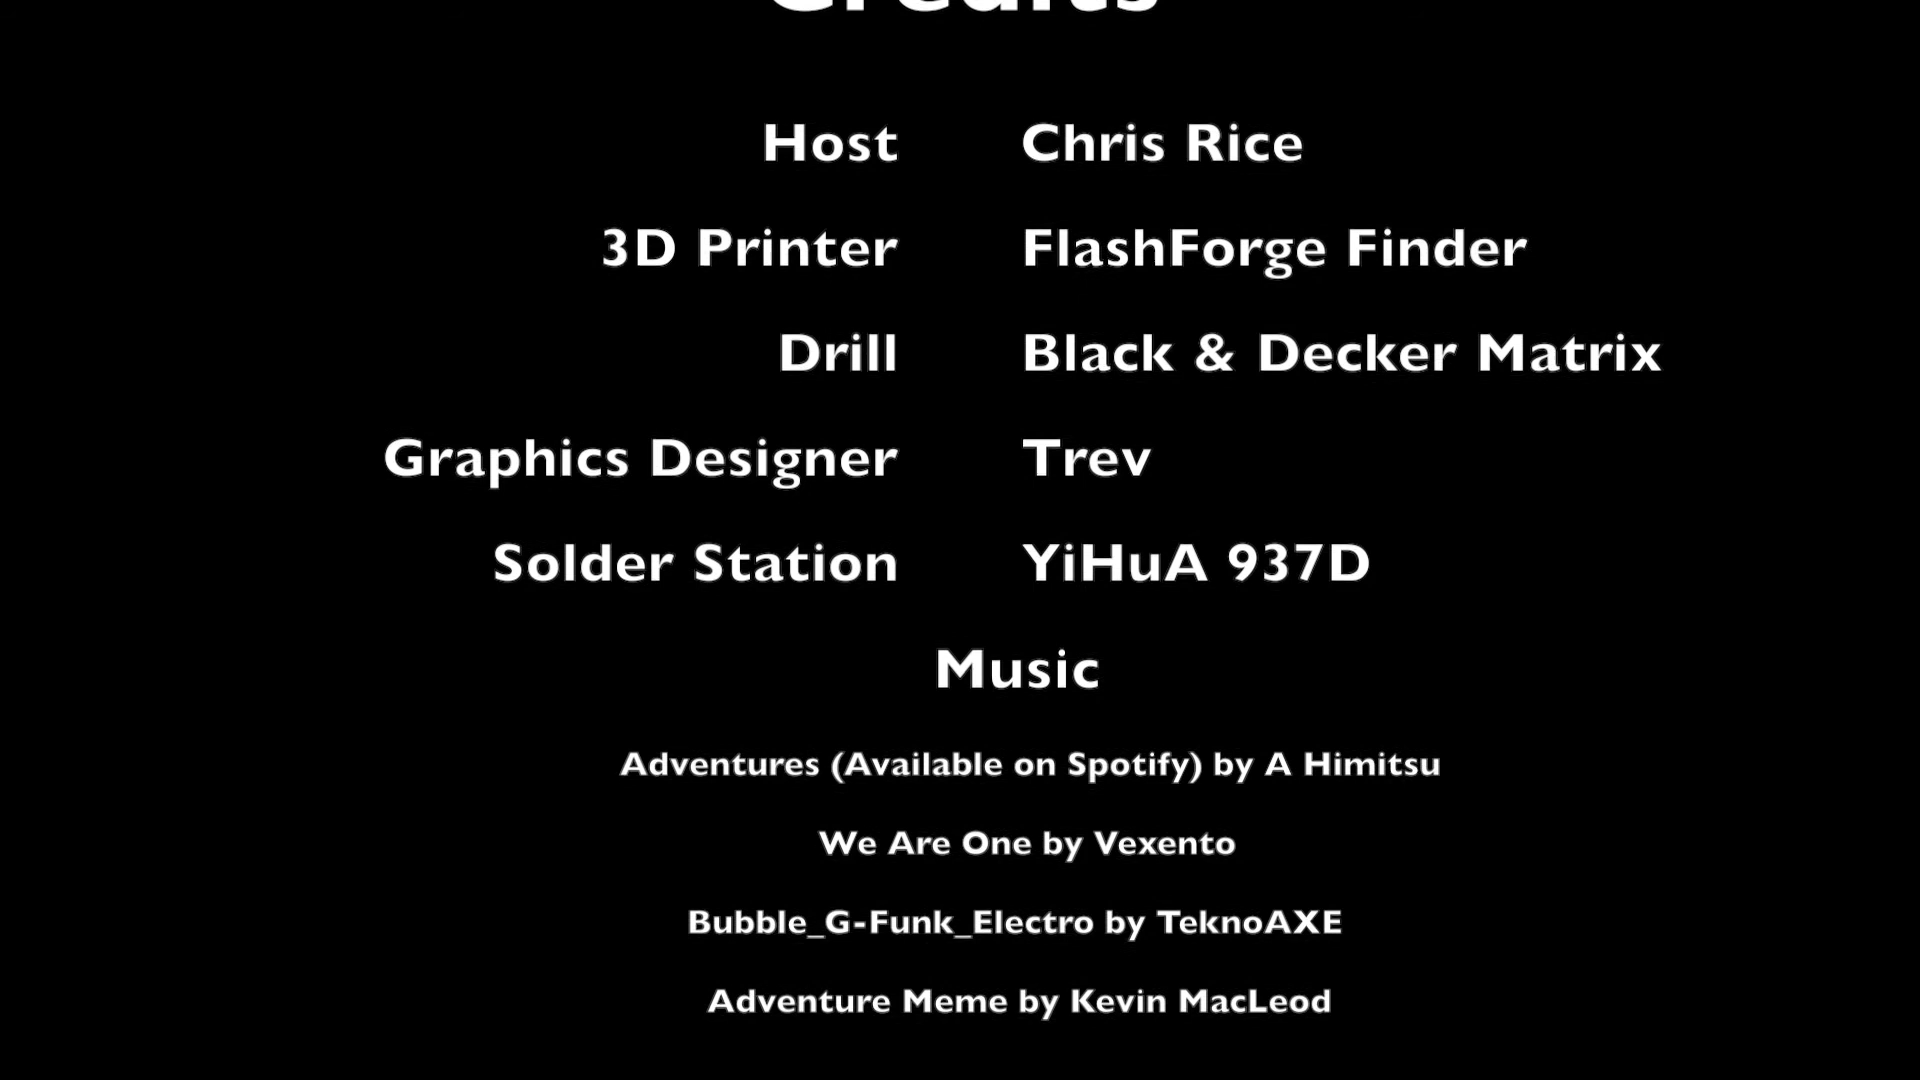 Credits
Host Chris Rice
3D Printer FlashForge Finder
Drill Black & Decker Matrix
Graphics Designer Trev
Solder Station YiHuA 937D
Music
Adventures (Available on Spotify) by A Himitsu
We Are One by Vexento
Bubble_G-Funk_Electro by TeknoAXE
Adventure Meme by Kevin MacLeod